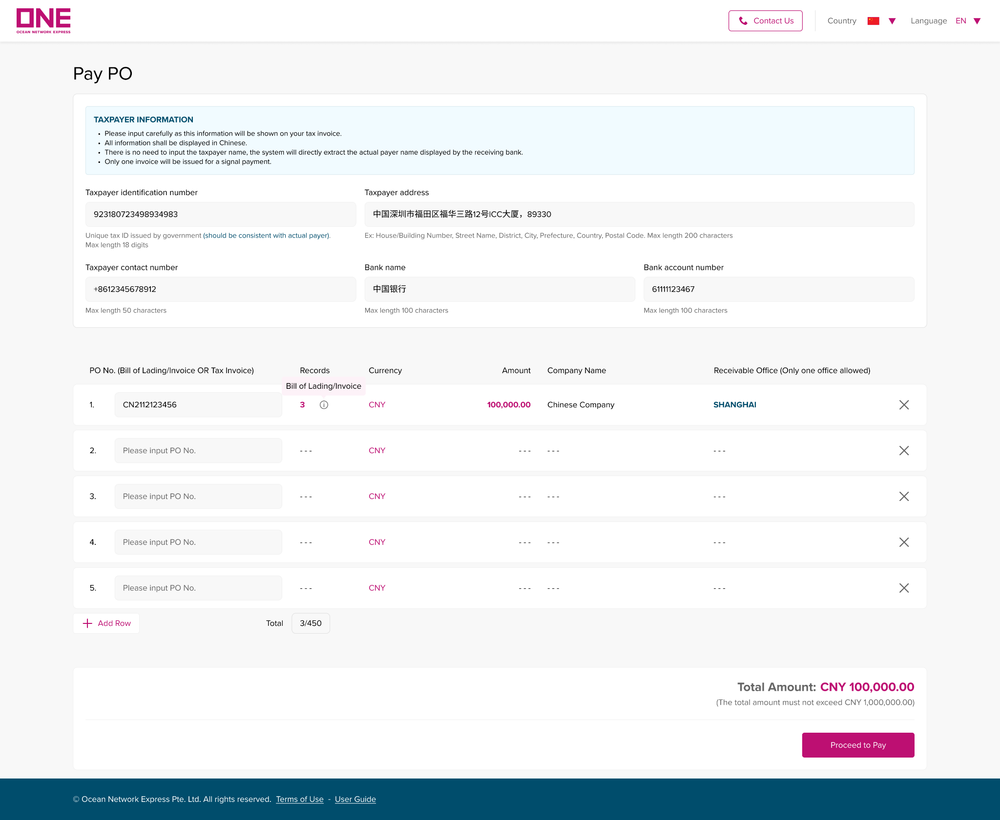 ONE
OCEAN NETWORK EXPRESS
Contact Us
Country
Language EN
Pay PO
TAXPAYER INFORMATION
• Please input carefully as this information will be shown on your tax invoice.
• All information shall be displayed in Chinese.
• There is no need to input the taxpayer name, the system will directly extract the actual payer name displayed by the receiving bank.
• Only one invoice will be issued for a signal payment.
Taxpayer identification number
Taxpayer address
923180723498934983
中国深圳市福田区福华三路12号ICC大厦，89330
Unique tax ID issued by government (should be consistent with actual payer).
Max length 18 digits
Ex: House/Building Number, Street Name, District, City, Prefecture, Country, Postal Code. Max length 200 characters
Taxpayer contact number
Bank name
Bank account number
+8612345678912
中国银行
61111123467
Max length 50 characters
Max length 100 characters
Max length 100 characters
PO No. (Bill of Lading/Invoice OR Tax Invoice)
Records
Currency
Amount
Company Name
Receivable Office (Only one office allowed)
Bill of Lading/Invoice
1. CN2112123456 3 CNY 100,000.00 Chinese Company SHANGHAI
2. Please input PO No. - - - CNY - - - - - - - - -
3. Please input PO No. - - - CNY - - - - - - - - -
4. Please input PO No. - - - CNY - - - - - - - - -
5. Please input PO No. - - - CNY - - - - - - - - -
Add Row
Total 3/450
Total Amount: CNY 100,000.00
(The total amount must not exceed CNY 1,000,000.00)
Proceed to Pay
© Ocean Network Express Pte. Ltd. All rights reserved. Terms of Use - User Guide